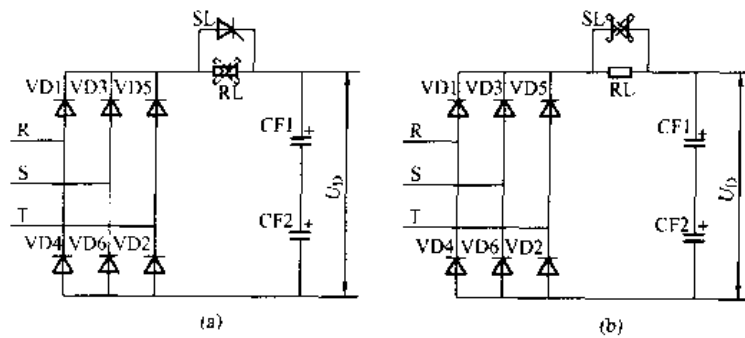 SL
RL
VD1 VD3 VD5
R
CF1 +
S
U_D
T
CF2 +
VD4 VD6 VD2
(a)
SL
RL
VD1 VD3 VD5
R
CF1 +
S
U_D
T
CF2 +
VD4 VD6 VD2
(b)